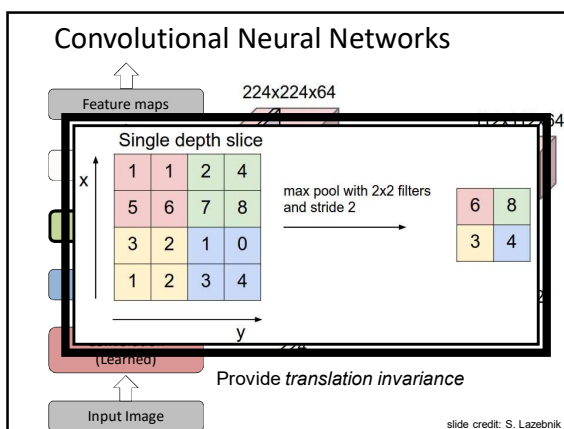 Convolutional Neural Networks
224x224x64
Feature maps
Single depth slice
x
1 1 2 4
5 6 7 8
3 2 1 0
1 2 3 4
y
max pool with 2x2 filters
and stride 2
6 8
3 4
(Learned)
Provide translation invariance
Input Image
slide credit: S. Lazebnik